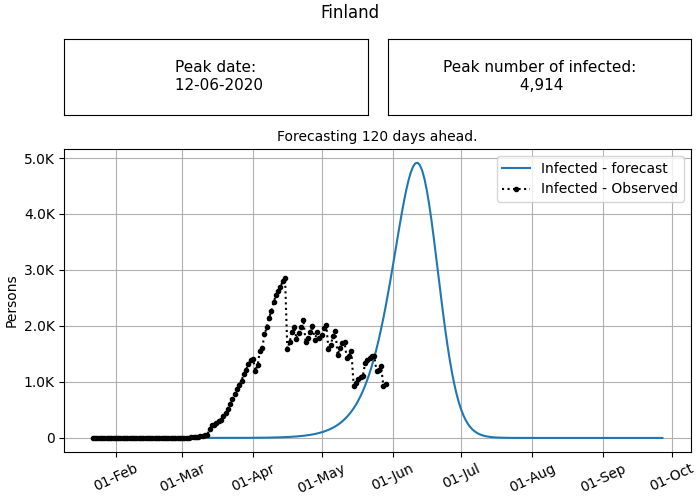 Finland
Peak date:
12-06-2020
Peak number of infected:
4,914
Forecasting 120 days ahead.
5.0K
4.0K
3.0K
2.0K
1.0K
0
Persons
Infected - forecast
Infected - Observed
01-Feb
01-Mar
01-Apr
01-May
01-Jun
01-Jul
01-Aug
01-Sep
01-Oct